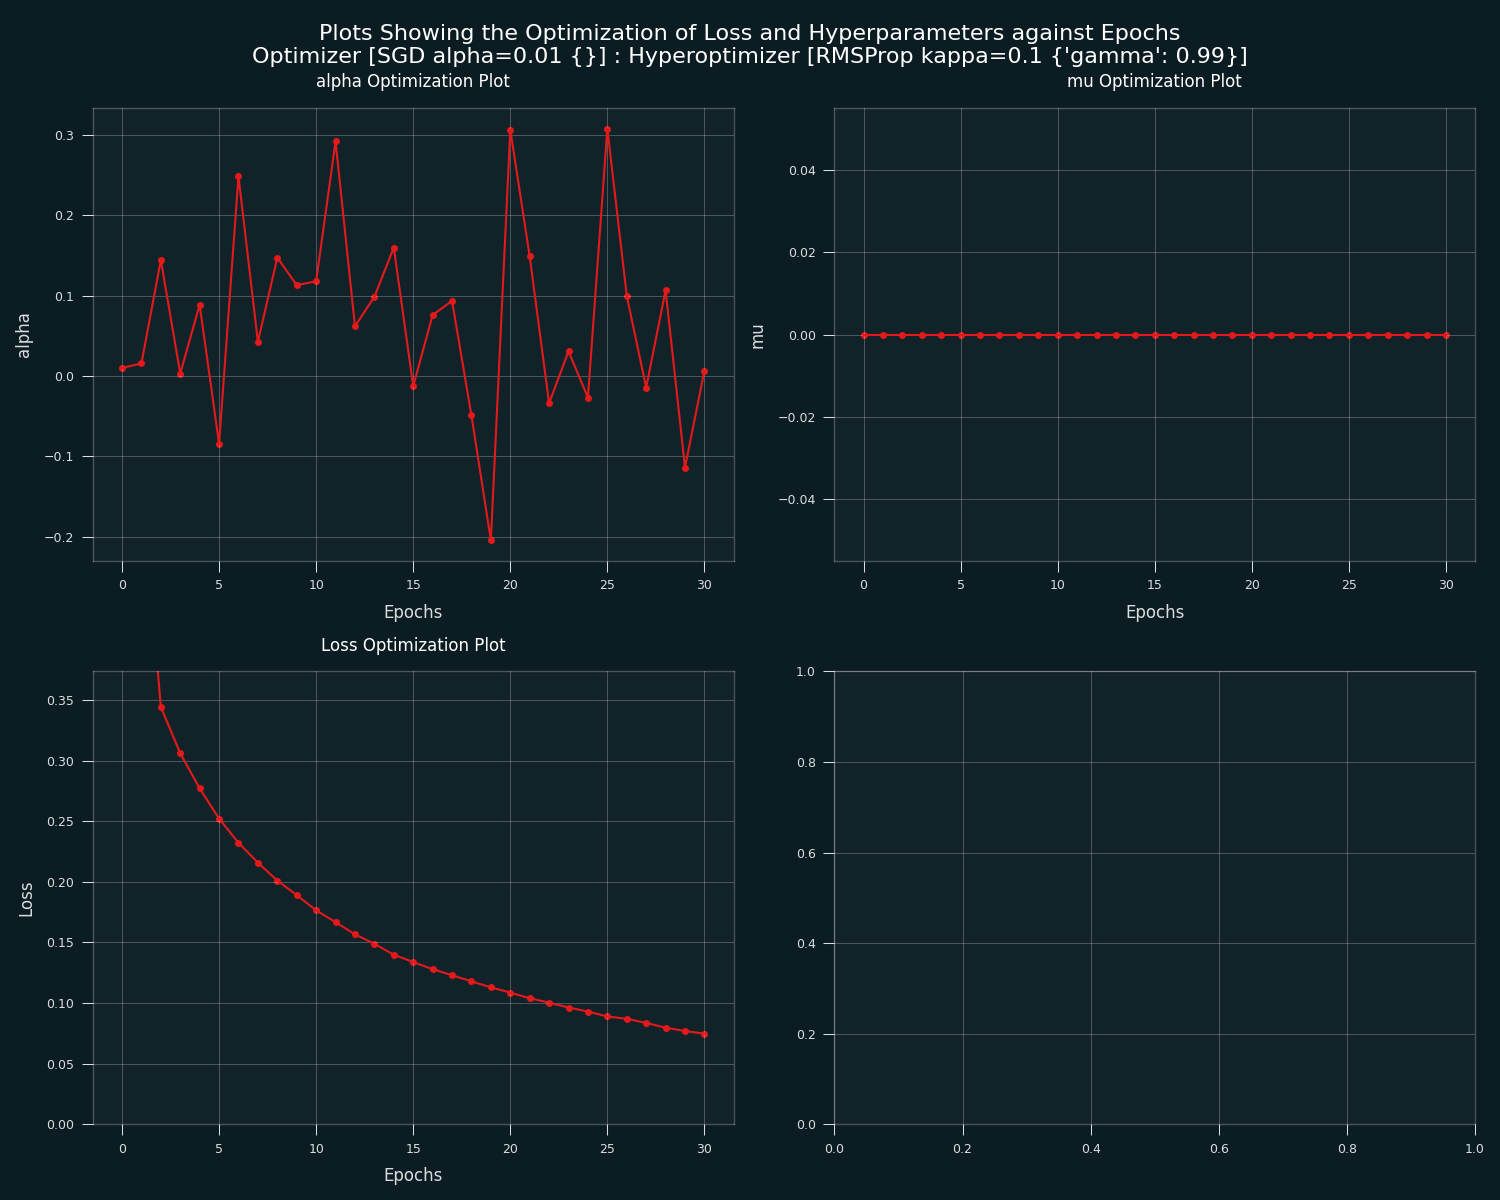 Plots Showing the Optimization of Loss and Hyperparameters against Epochs
Optimizer [SGD alpha=0.01 {}] : Hyperoptimizer [RMSProp kappa=0.1 {'gamma': 0.99}]
alpha Optimization Plot
0.3
0.2
0.1
0.0
−0.1
−0.2
alpha
0 5 10 15 20 25 30
Epochs
mu Optimization Plot
0.04
0.02
0.00
−0.02
−0.04
mu
0 5 10 15 20 25 30
Epochs
Loss Optimization Plot
0.35
0.30
0.25
0.20
0.15
0.10
0.05
0.00
Loss
0 5 10 15 20 25 30
Epochs
1.0
0.8
0.6
0.4
0.2
0.0
0.0 0.2 0.4 0.6 0.8 1.0